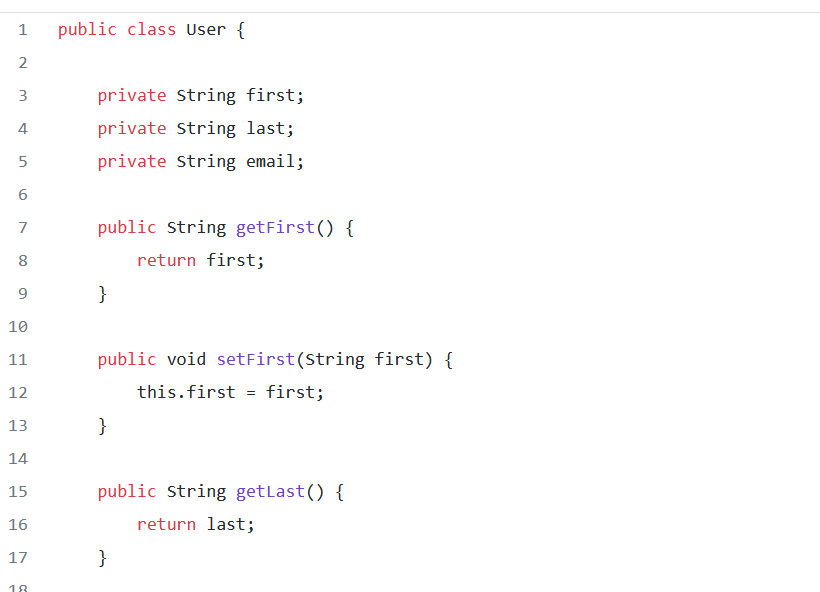 1 public class User {
2
3 private String first;
4 private String last;
5 private String email;
6
7 public String getFirst() {
8 return first;
9 }
10
11 public void setFirst(String first) {
12 this.first = first;
13 }
14
15 public String getLast() {
16 return last;
17 }
18